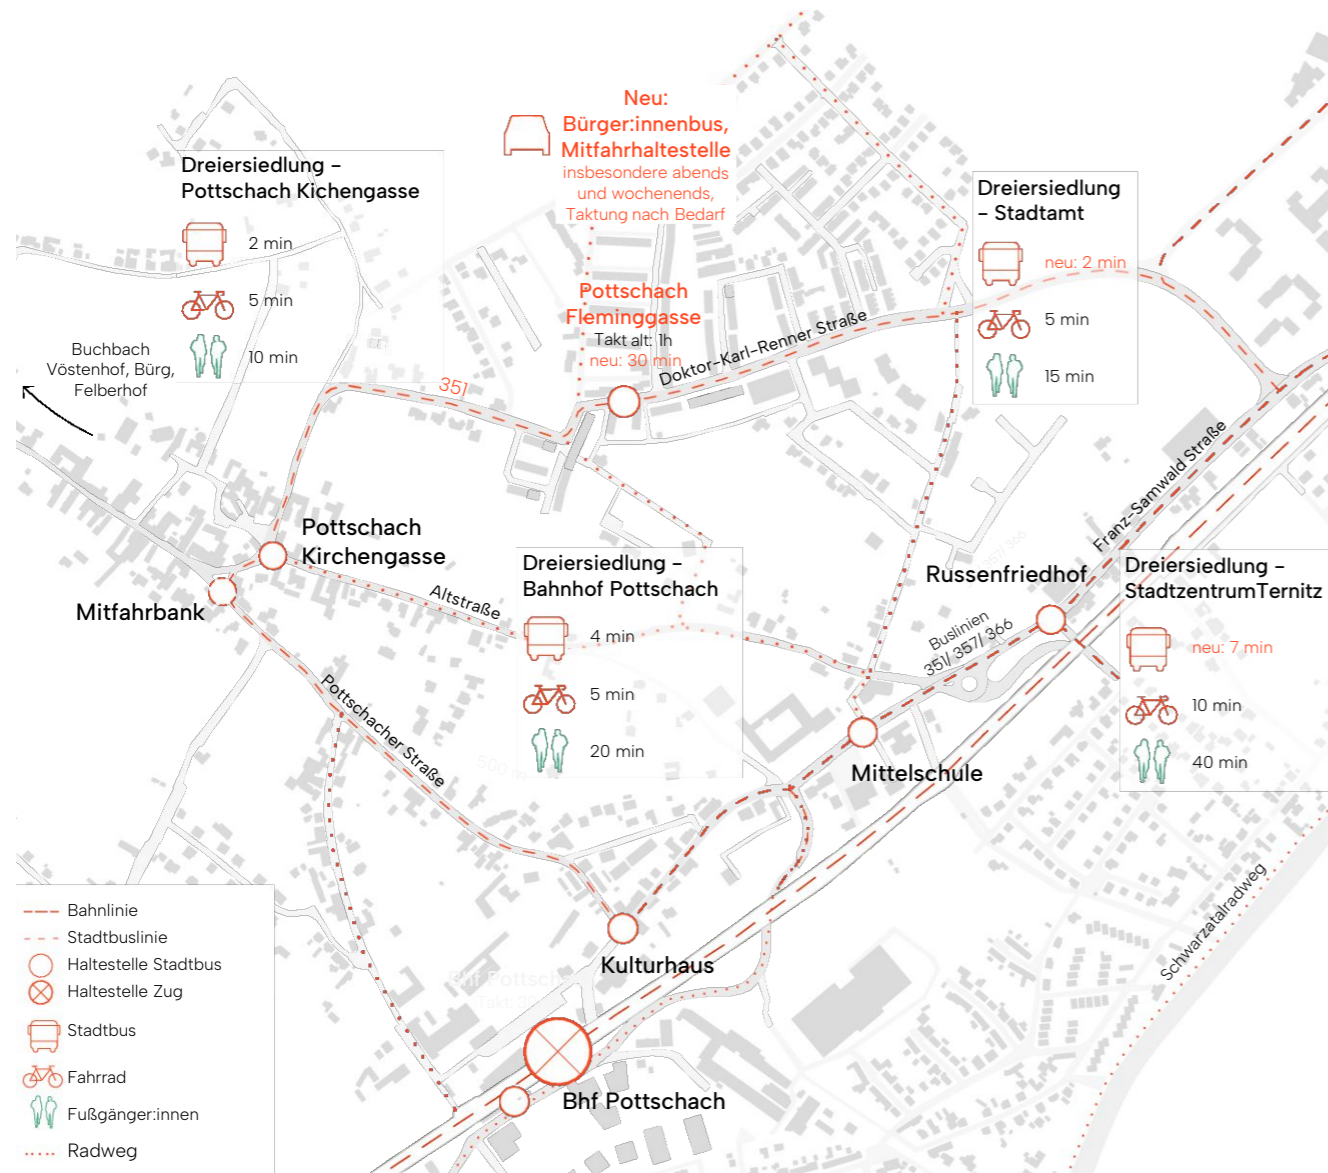 Neu:
Bürger:innenbus,
Mitfahrhaltestelle
insbesondere abends
und wochenends,
Taktung nach Bedarf
Dreiersiedlung –
Pottschach Kichengasse
2 min
5 min
10 min
Dreiersiedlung
– Stadtamt
neu: 2 min
5 min
15 min
Pottschach
Fleminggasse
Takt alt: 1h
neu: 30 min
Doktor-Karl-Renner Straße
Buchbach
Vöstenhof, Bürg,
Felberhof
351
Franz-Samwald Straße
Pottschach
Kirchengasse
Mitfahrbank
Altstraße
Dreiersiedlung –
Bahnhof Pottschach
4 min
5 min
20 min
Russenfriedhof
Buslinien
351/ 357/ 366
Dreiersiedlung –
StadtzentrumTernitz
neu: 7 min
10 min
40 min
Pottschacher Straße
Mittelschule
Schwarzatalradweg
Kulturhaus
Bhf Pottschach
Bahnlinie
Stadtbuslinie
Haltestelle Stadtbus
Haltestelle Zug
Stadtbus
Fahrrad
Fußgänger:innen
Radweg